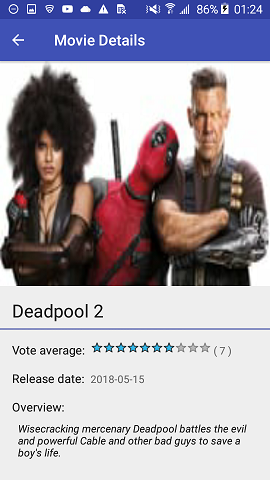 86% 01:24
Movie Details
Deadpool 2
Vote average: ( 7 )
Release date: 2018-05-15
Overview:
Wisecracking mercenary Deadpool battles the evil
and powerful Cable and other bad guys to save a
boy's life.